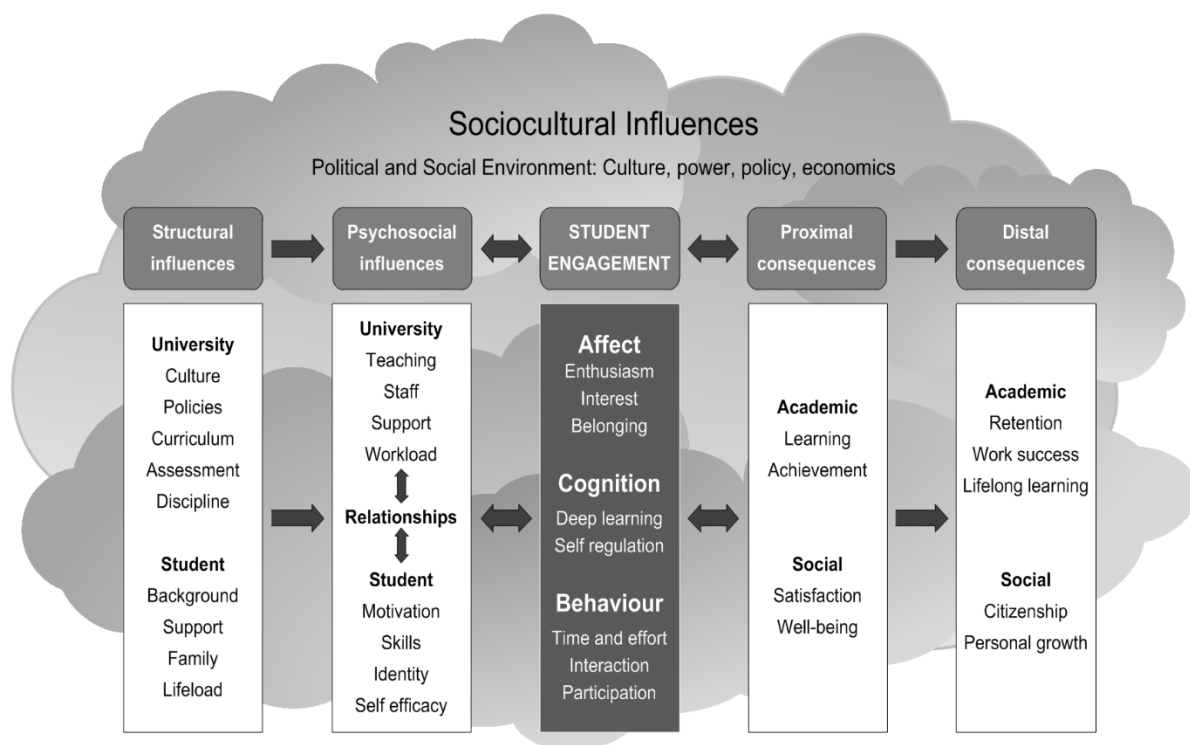 Sociocultural Influences
Political and Social Environment: Culture, power, policy, economics
Structural
influences
Psychosocial
influences
STUDENT
ENGAGEMENT
Proximal
consequences
Distal
consequences
University
Culture
Policies
Curriculum
Assessment
Discipline
Student
Background
Support
Family
Lifeload
University
Teaching
Staff
Support
Workload
Relationships
Student
Motivation
Skills
Identity
Self efficacy
Affect
Enthusiasm
Interest
Belonging
Cognition
Deep learning
Self regulation
Behaviour
Time and effort
Interaction
Participation
Academic
Learning
Achievement
Social
Satisfaction
Well-being
Academic
Retention
Work success
Lifelong learning
Social
Citizenship
Personal growth